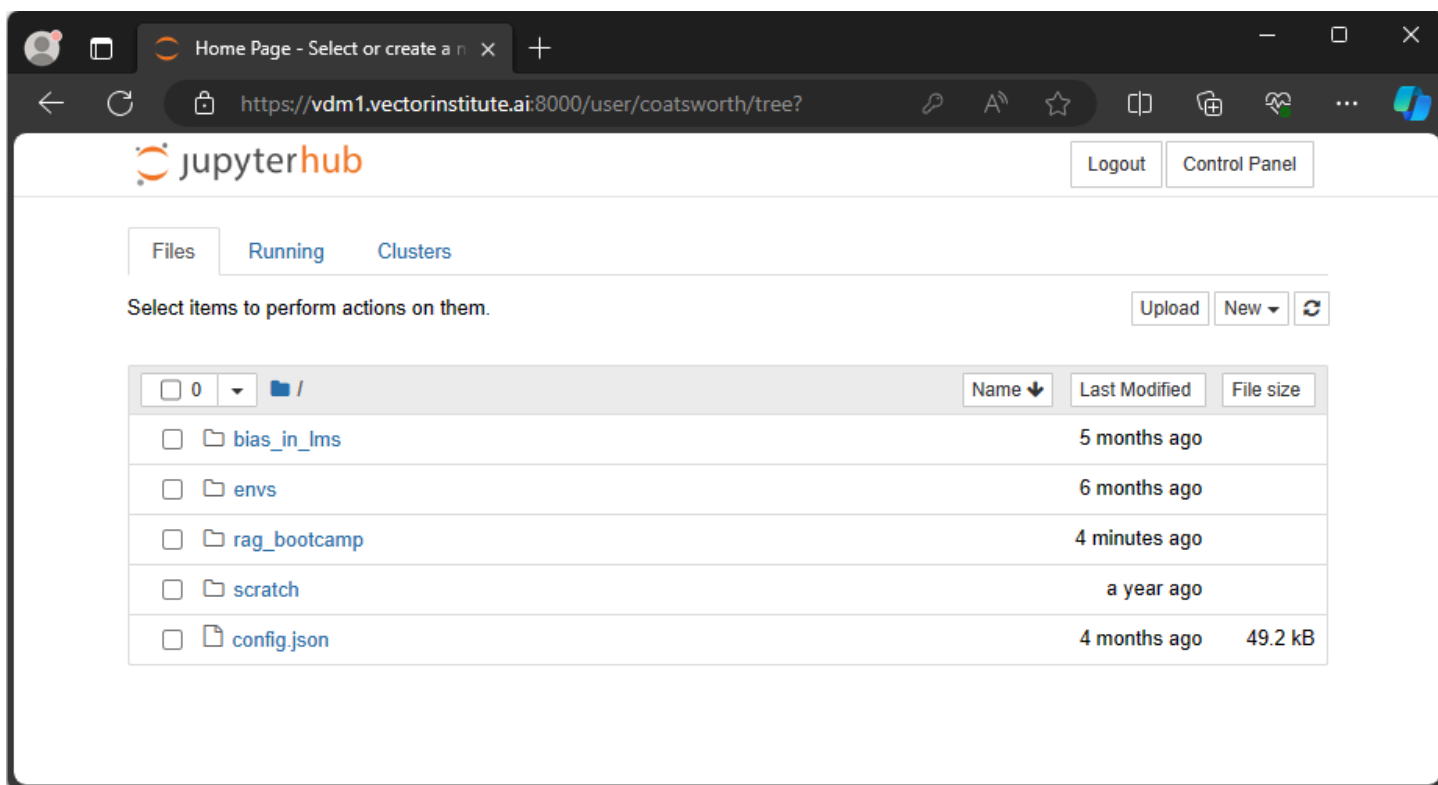 Home Page - Select or create a n
https://vdm1.vectorinstitute.ai:8000/user/coatsworth/tree?
jupyterhub
Logout Control Panel
Files Running Clusters
Select items to perform actions on them.
Upload New
0 / Name Last Modified File size
bias_in_lms 5 months ago
envs 6 months ago
rag_bootcamp 4 minutes ago
scratch a year ago
config.json 4 months ago 49.2 kB